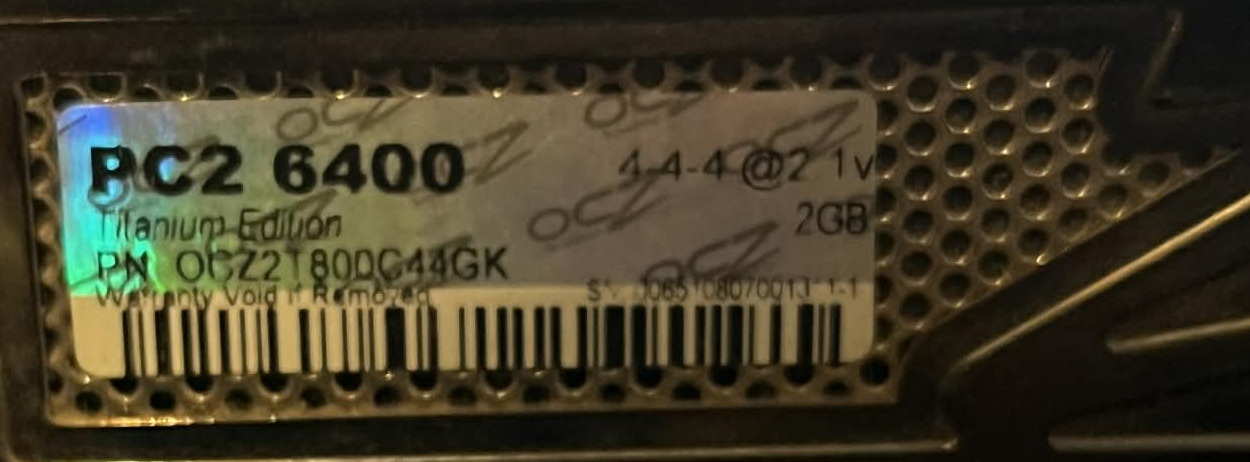 PC2 6400 4-4-4 @2.1v
Titanium Edition 2GB
PN OCZ2T800C44GK
Warranty Void if Removed